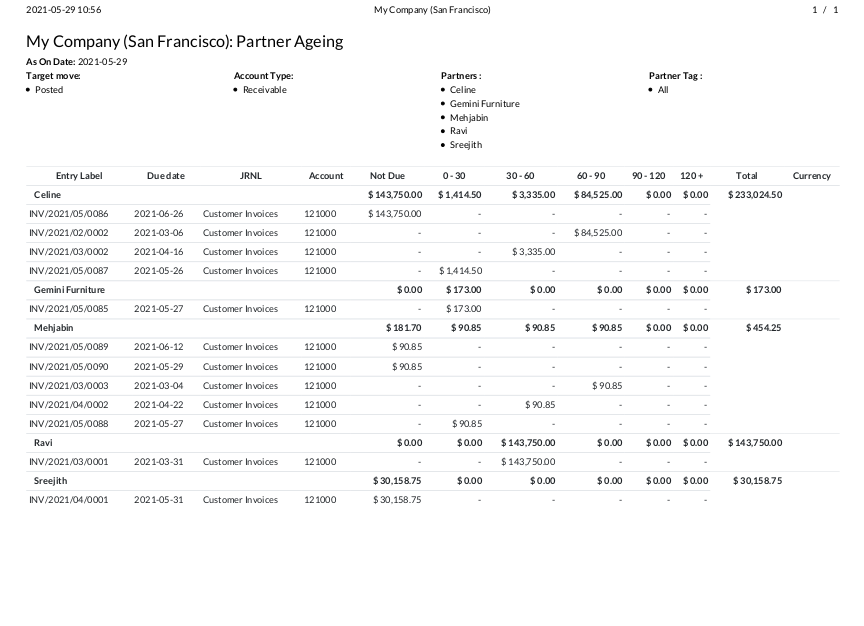 2021-05-29 10:56 My Company (San Francisco) 1 / 1
My Company (San Francisco): Partner Ageing
As On Date: 2021-05-29
Target move: Account Type: Partners : Partner Tag :
• Posted • Receivable • Celine • All
• Gemini Furniture
• Mehjabin
• Ravi
• Sreejith
Entry Label Due date JRNL Account Not Due 0 - 30 30 - 60 60 - 90 90 - 120 120 + Total Currency
Celine $ 143,750.00 $ 1,414.50 $ 3,335.00 $ 84,525.00 $ 0.00 $ 0.00 $ 233,024.50
INV/2021/05/0086 2021-06-26 Customer Invoices 121000 $ 143,750.00 - - - - -
INV/2021/02/0002 2021-03-06 Customer Invoices 121000 - - - $ 84,525.00 - -
INV/2021/03/0002 2021-04-16 Customer Invoices 121000 - - $ 3,335.00 - - -
INV/2021/05/0087 2021-05-26 Customer Invoices 121000 - $ 1,414.50 - - - -
Gemini Furniture $ 0.00 $ 173.00 $ 0.00 $ 0.00 $ 0.00 $ 0.00 $ 173.00
INV/2021/05/0085 2021-05-27 Customer Invoices 121000 - $ 173.00 - - - -
Mehjabin $ 181.70 $ 90.85 $ 90.85 $ 90.85 $ 0.00 $ 0.00 $ 454.25
INV/2021/05/0089 2021-06-12 Customer Invoices 121000 $ 90.85 - - - - -
INV/2021/05/0090 2021-05-29 Customer Invoices 121000 $ 90.85 - - - - -
INV/2021/03/0003 2021-03-04 Customer Invoices 121000 - - - $ 90.85 - -
INV/2021/04/0002 2021-04-22 Customer Invoices 121000 - - $ 90.85 - - -
INV/2021/05/0088 2021-05-27 Customer Invoices 121000 - $ 90.85 - - - -
Ravi $ 0.00 $ 0.00 $ 143,750.00 $ 0.00 $ 0.00 $ 0.00 $ 143,750.00
INV/2021/03/0001 2021-03-31 Customer Invoices 121000 - - $ 143,750.00 - - -
Sreejith $ 30,158.75 $ 0.00 $ 0.00 $ 0.00 $ 0.00 $ 0.00 $ 30,158.75
INV/2021/04/0001 2021-05-31 Customer Invoices 121000 $ 30,158.75 - - - - -